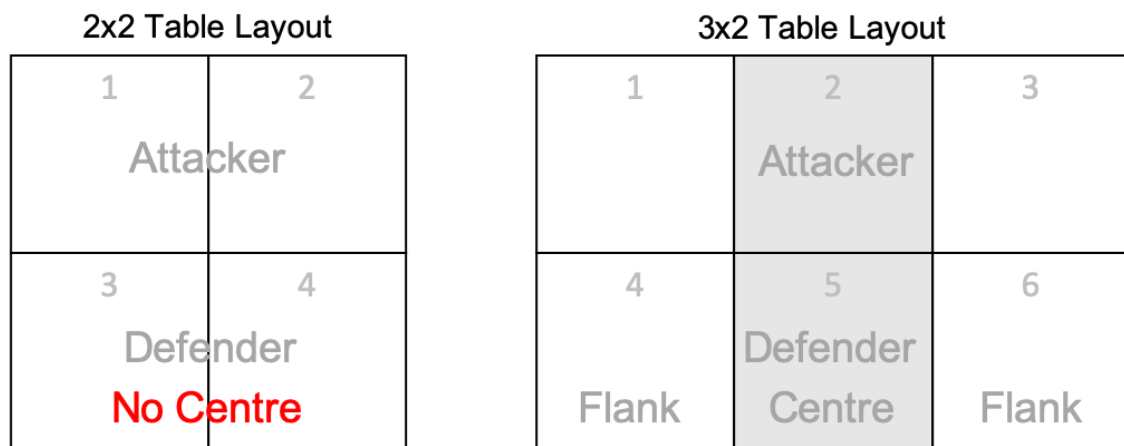 2x2 Table Layout
1
2
Attacker
3
4
Defender
No Centre
3x2 Table Layout
1
2
3
Attacker
4
5
6
Defender
Flank
Centre
Flank